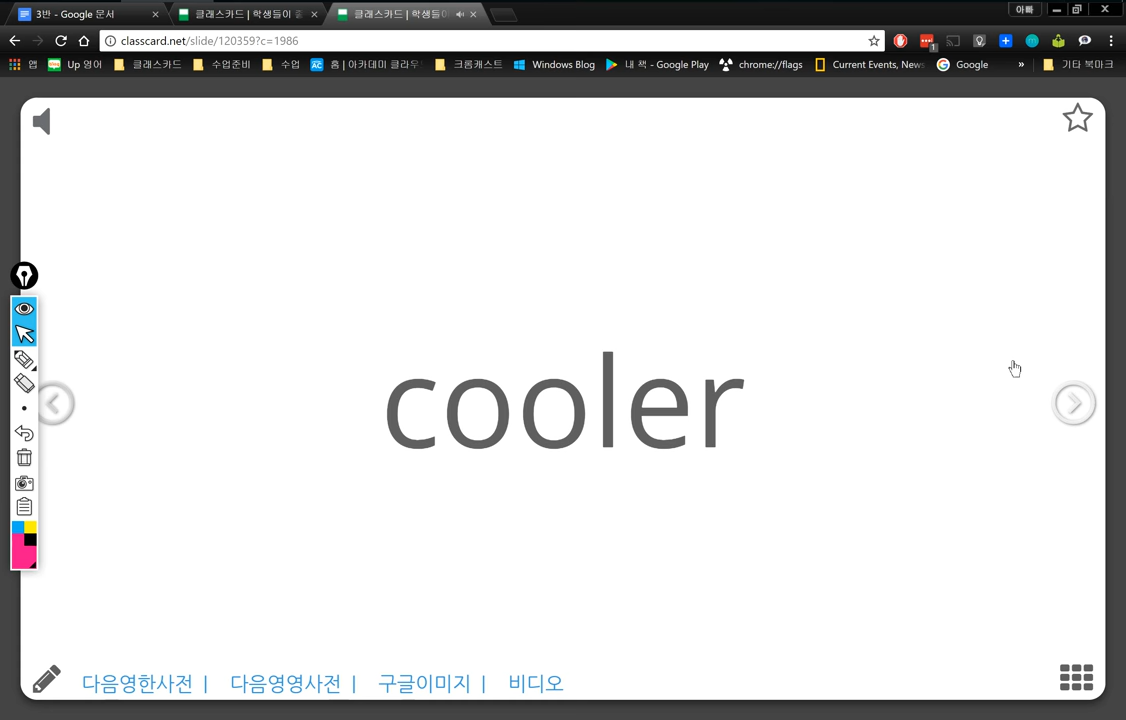 3반 - Google 문서
클래스카드 | 학생들이
클래스카드 | 학생들이
아빠
classcard.net/slide/120359?c=1986
1
앱 Up 영어 클래스카드 수업준비 수업 홈 | 아카데미 클라우 크롬캐스트 Windows Blog 내 책 - Google Play chrome://flags Current Events, News Google » 기타 북마크
cooler
다음영한사전 | 다음영영사전 | 구글이미지 | 비디오